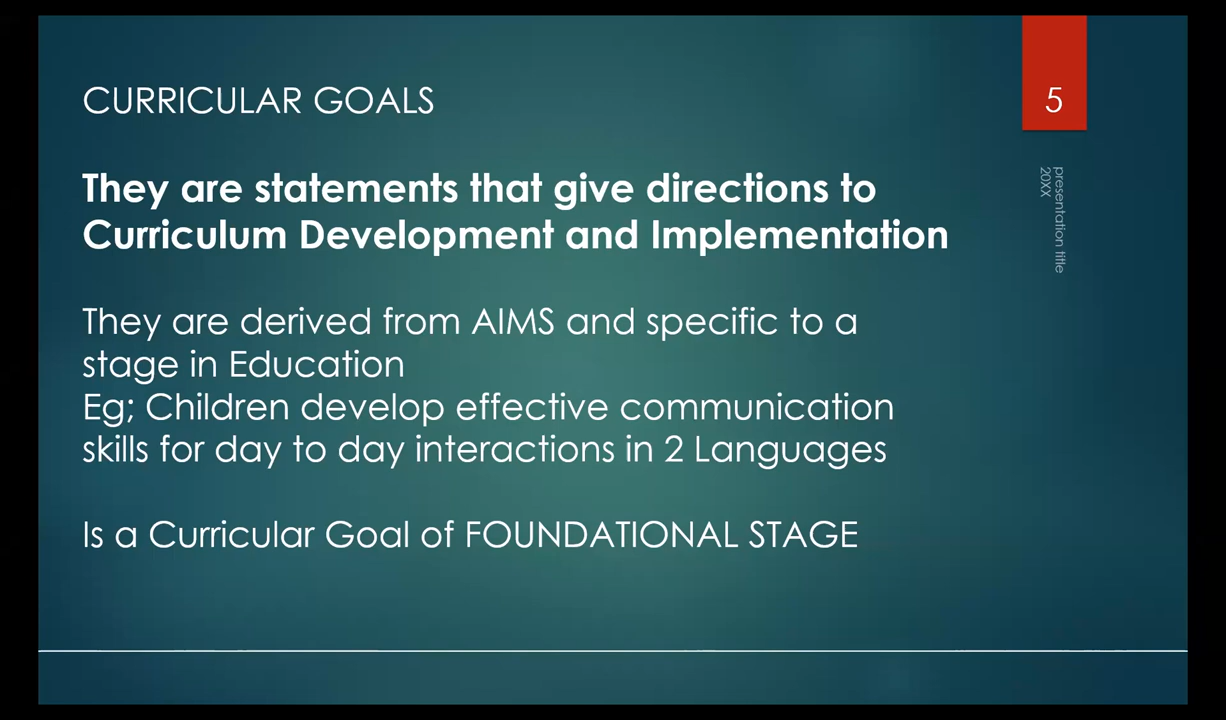 CURRICULAR GOALS
5
They are statements that give directions to
Curriculum Development and Implementation
presentation title
20XX
They are derived from AIMS and specific to a
stage in Education
Eg; Children develop effective communication
skills for day to day interactions in 2 Languages
Is a Curricular Goal of FOUNDATIONAL STAGE